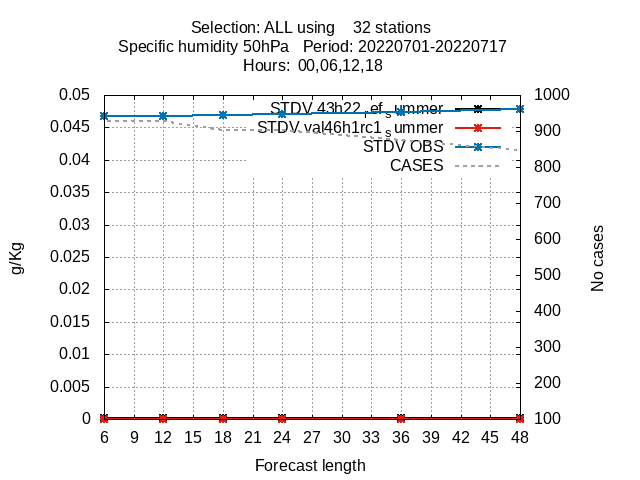 Selection: ALL using 32 stations
Specific humidity 50hPa Period: 20220701-20220717
Hours: 00,06,12,18
0.05
0.045
0.04
0.035
0.03
0.025
0.02
0.015
0.01
0.005
0
g/Kg
STDV 43h22_ref_summer
STDV val46h1rc1_summer
STDV OBS
CASES
1000
900
800
700
600
500
400
300
200
100
No cases
6 9 12 15 18 21 24 27 30 33 36 39 42 45 48
Forecast length